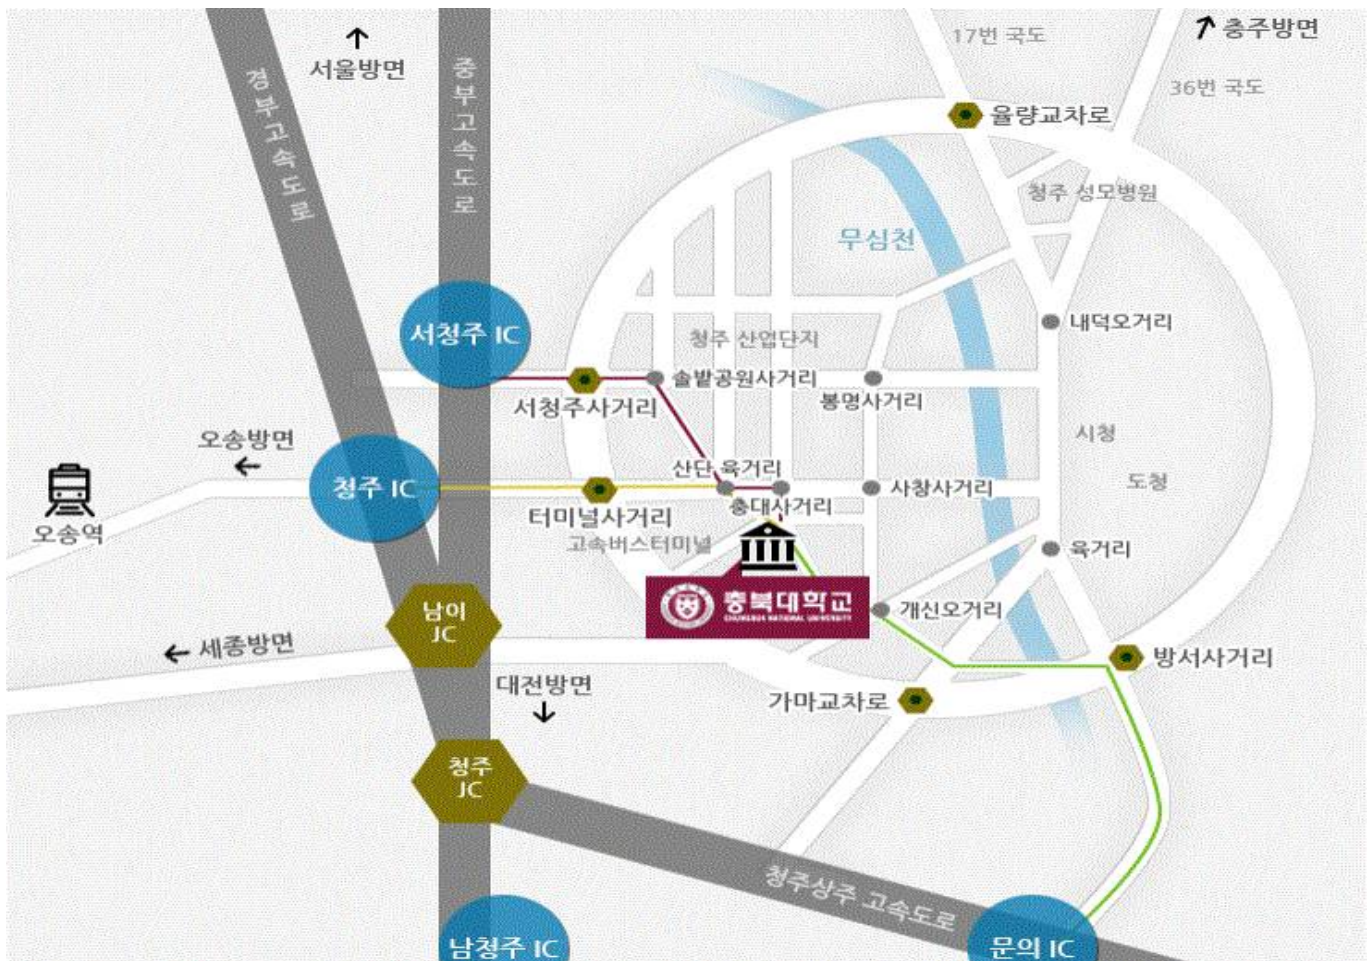 17번 국도
충주방면
서울방면
경부고속도로
중부고속도로
36번 국도
율량교차로
청주 성모병원
무심천
서청주 IC
내덕오거리
청주 산업단지
솔밭공원사거리
서청주사거리
봉명사거리
오송방면
시청
산단 육거리
청주 IC
사창사거리
도청
충대사거리
터미널사거리
오송역
고속버스터미널
육거리
충북대학교
CHUNGBUK NATIONAL UNIVERSITY
개신오거리
남이
JC
세종방면
방서사거리
대전방면
가마교차로
청주
JC
청주상주 고속도로
남청주 IC
문의 IC